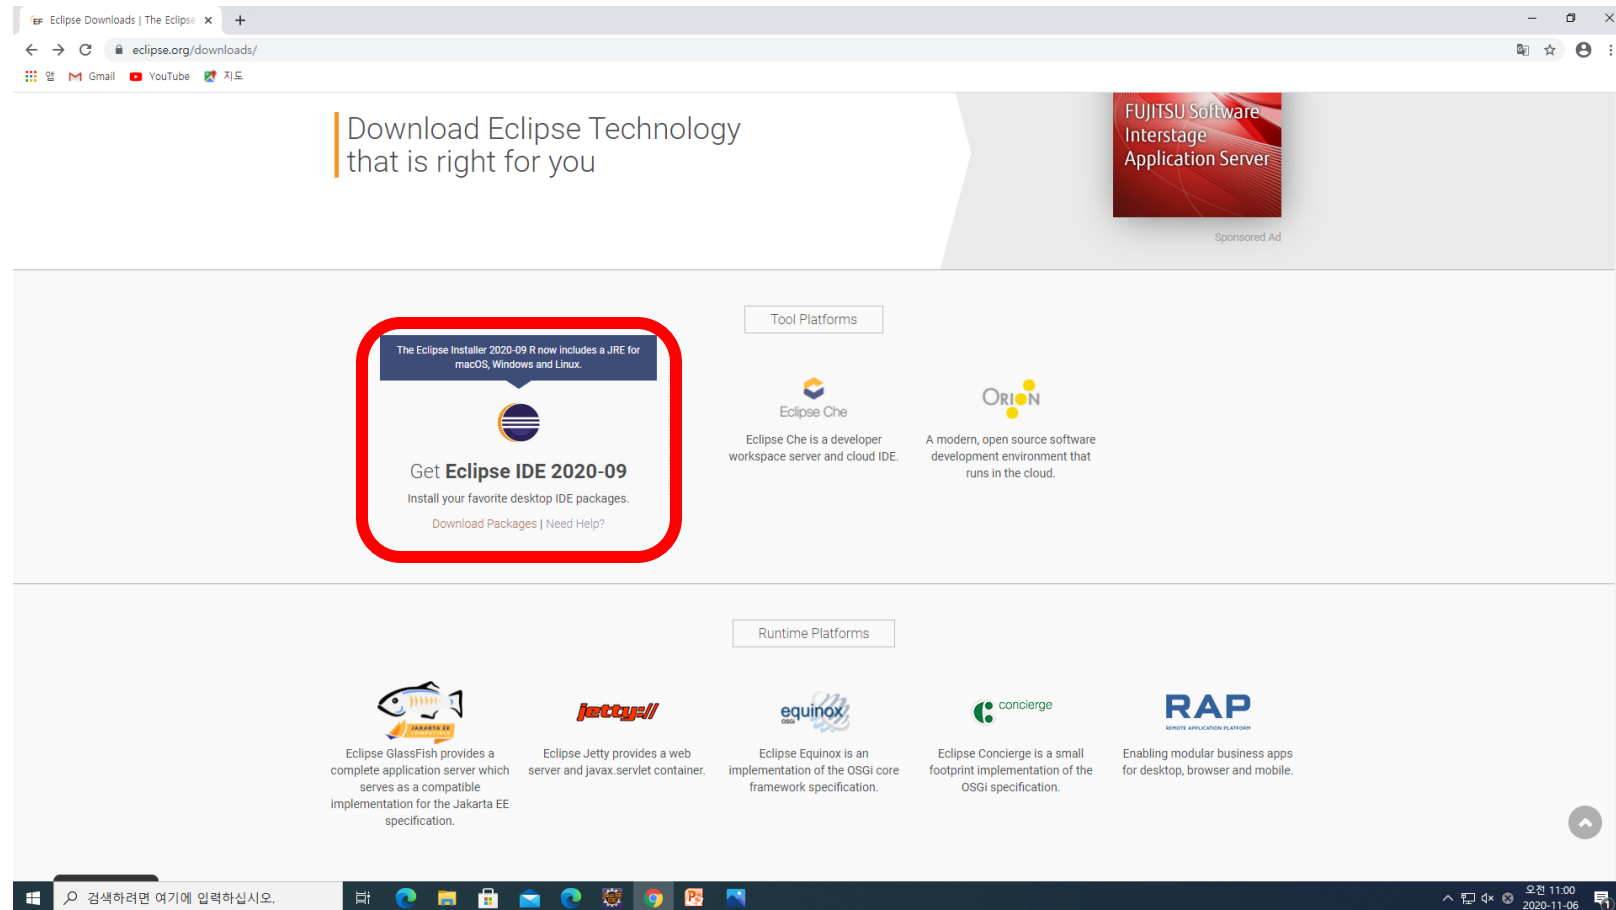 EF Eclipse Downloads | The Eclipse
eclipse.org/downloads/
앱 Gmail YouTube 지도
Download Eclipse Technology
that is right for you
FUJITSU Software
Interstage
Application Server
Sponsored Ad
Tool Platforms
The Eclipse Installer 2020-09 R now includes a JRE for
macOS, Windows and Linux.
Get Eclipse IDE 2020-09
Install your favorite desktop IDE packages.
Download Packages | Need Help?
Eclipse Che
Eclipse Che is a developer
workspace server and cloud IDE.
ORION
A modern, open source software
development environment that
runs in the cloud.
Runtime Platforms
JAKARTA EE
COMPATIBLE
Eclipse GlassFish provides a
complete application server which
serves as a compatible
implementation for the Jakarta EE
specification.
jetty://
Eclipse Jetty provides a web
server and javax.servlet container.
equinox
OSGi
Eclipse Equinox is an
implementation of the OSGi core
framework specification.
concierge
Eclipse Concierge is a small
footprint implementation of the
OSGi specification.
RAP
REMOTE APPLICATION PLATFORM
Enabling modular business apps
for desktop, browser and mobile.
검색하려면 여기에 입력하십시오.
오전 11:00
2020-11-06
1